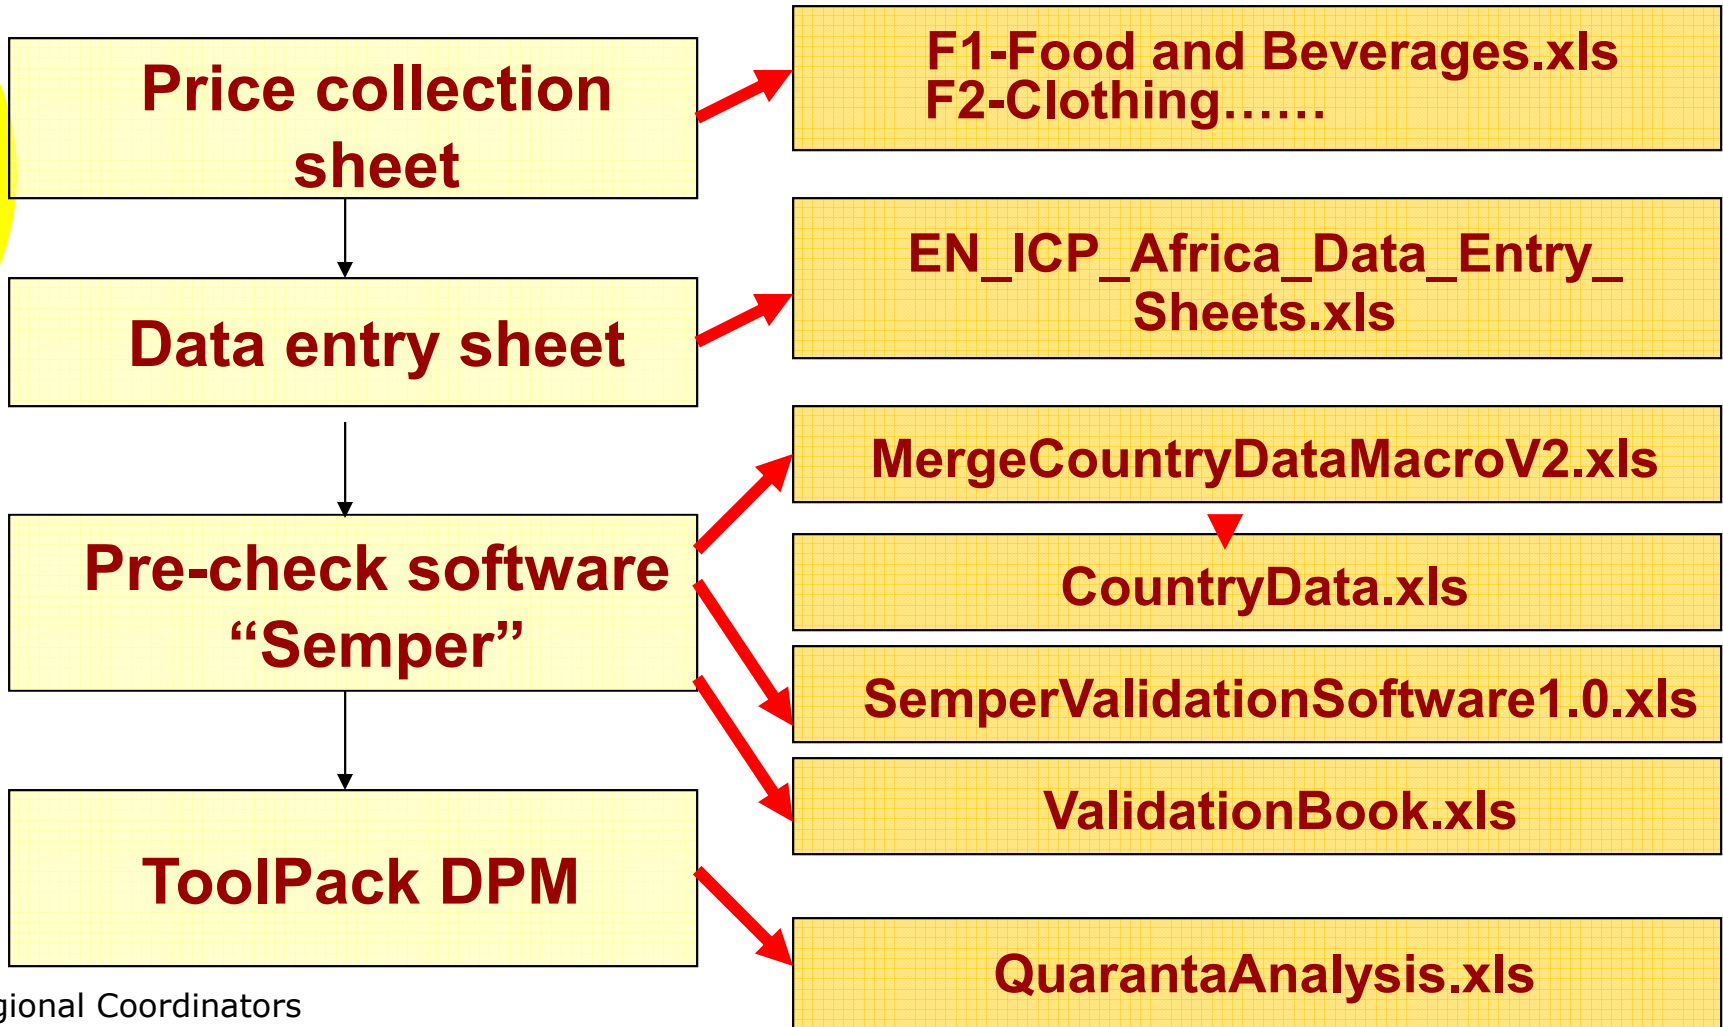 Price collection
sheet
F1-Food and Beverages.xls
F2-Clothing......
Data entry sheet
EN_ICP_Africa_Data_Entry_
Sheets.xls
Pre-check software
“Semper”
MergeCountryDataMacroV2.xls
CountryData.xls
SemperValidationSoftware1.0.xls
ValidationBook.xls
ToolPack DPM
QuarantaAnalysis.xls
gional Coordinators